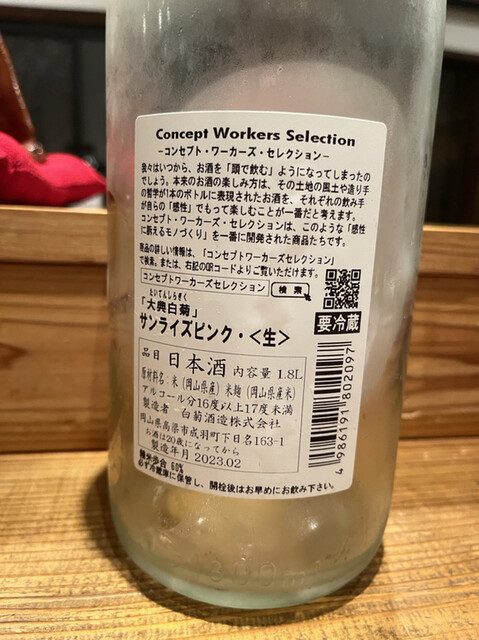 Concept Workers Selection
−コンセプト・ワーカーズ・セレクション−
我々はいつから、お酒を「頭で飲む」ようになってしまったの
でしょう。本来のお酒の楽しみ方は、その土地の風土や造り手
の哲学が1本のボトルに表現されたお酒を、それぞれの飲み手
が自らの「感性」でもって楽しむことが一番だと考えます。
コンセプト・ワーカーズ・セレクションは、このような「感性
に訴えるモノづくり」を一番に開発された商品たちです。
商品の詳しい情報は、「コンセプトワーカーズセレクション」
で検索。または、右記のQRコードよりご覧いただけます。
コンセプトワーカーズセレクション 検索
要冷蔵
たいてんしらぎく
「大典白菊」
サンライズピンク・<生>
品目 日本酒 内容量 1.8L
原材料名:米(岡山県産)米麹(岡山県産米)
アルコール分16度以上17度未満
製造者 白菊酒造株式会社
岡山県高梁市成羽町下日名163-1
お酒は20歳になってから
製造年月 2023.02
精米歩合 60%
必ず冷蔵庫に保管し、開栓後はお早めにお飲み下さい。
4 986191 802097